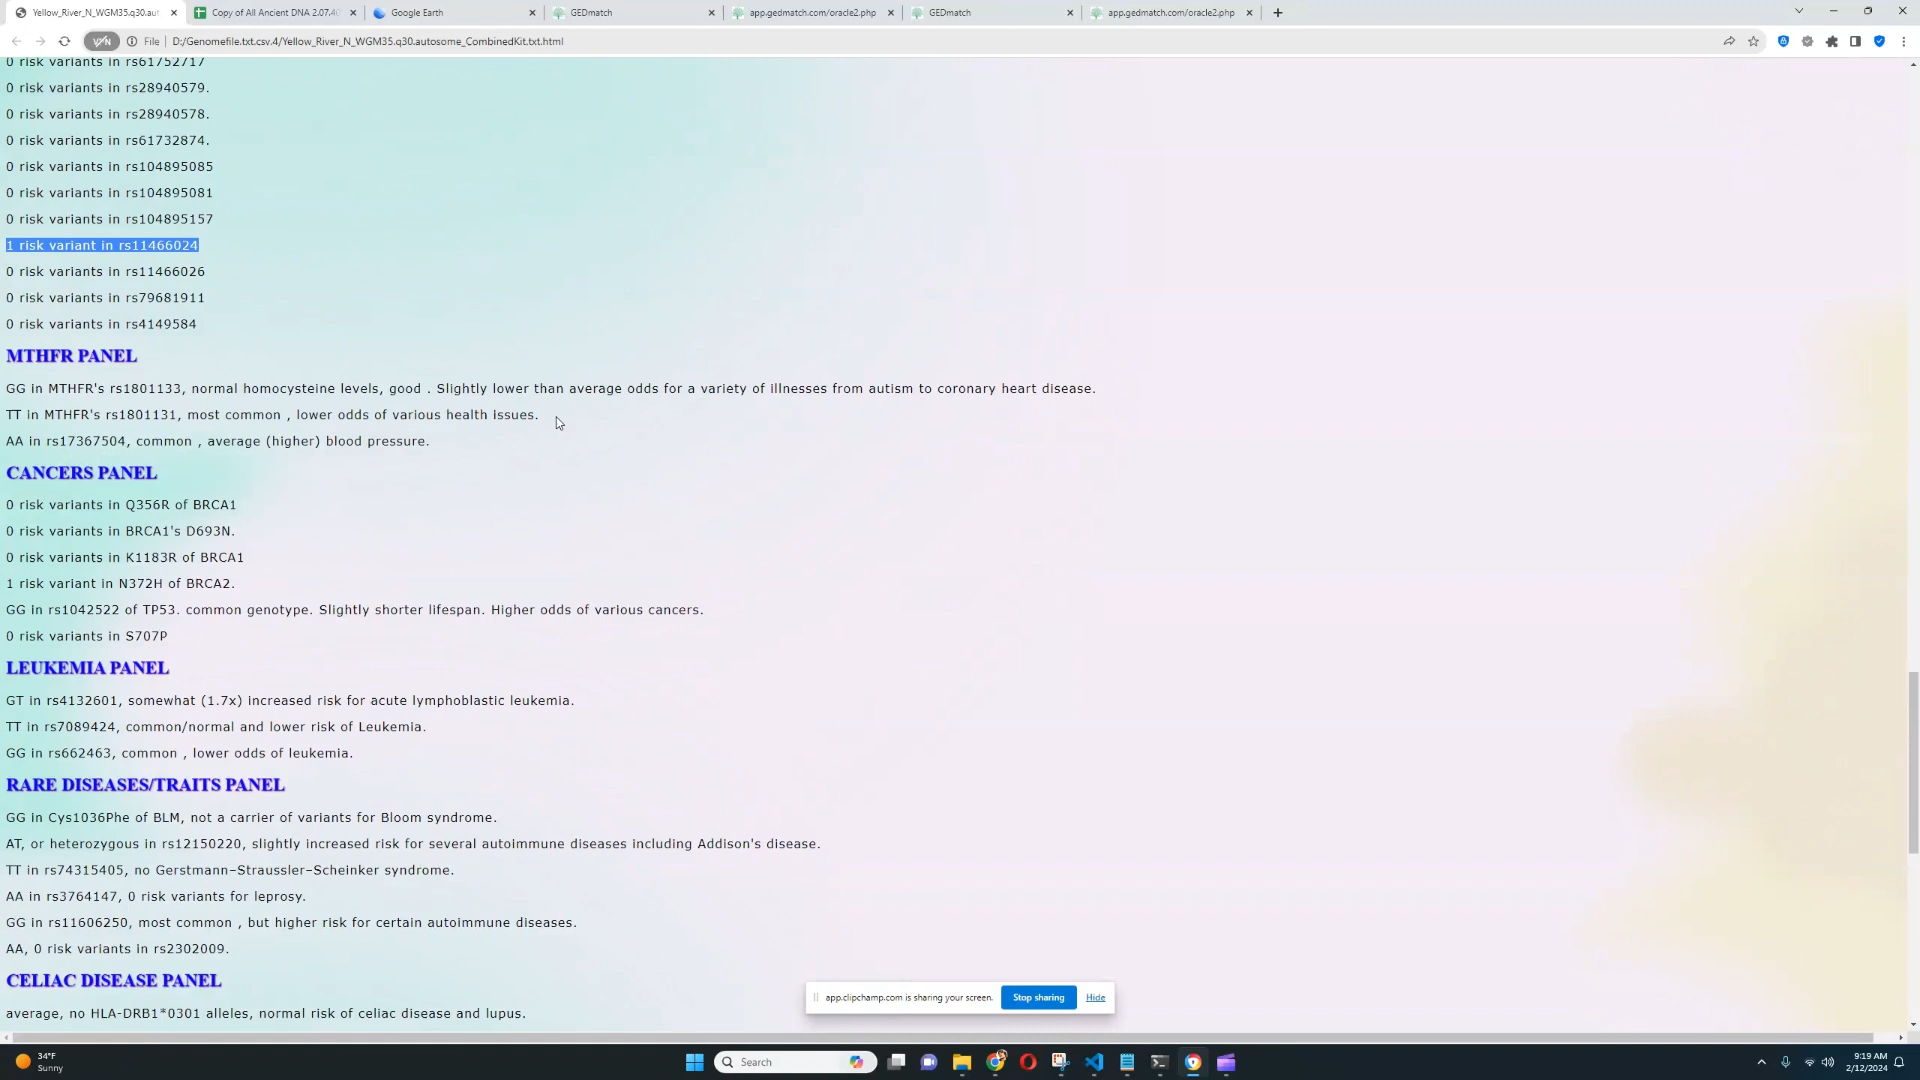 Yellow_River_N_WGM35.q30.aut
Copy of All Ancient DNA 2.07.40
Google Earth
GEDmatch
app.gedmatch.com/oracle2.php
GEDmatch
app.gedmatch.com/oracle2.php
VPN
File
D:/Genomefile.txt.csv.4/Yellow_River_N_WGM35.q30.autosome_CombinedKit.txt.html
0 risk variants in rs61752717
0 risk variants in rs28940579.
0 risk variants in rs28940578.
0 risk variants in rs61732874.
0 risk variants in rs104895085
0 risk variants in rs104895081
0 risk variants in rs104895157
1 risk variant in rs11466024
0 risk variants in rs11466026
0 risk variants in rs79681911
0 risk variants in rs4149584
MTHFR PANEL
GG in MTHFR's rs1801133, normal homocysteine levels, good . Slightly lower than average odds for a variety of illnesses from autism to coronary heart disease.
TT in MTHFR's rs1801131, most common , lower odds of various health issues.
AA in rs17367504, common , average (higher) blood pressure.
CANCERS PANEL
0 risk variants in Q356R of BRCA1
0 risk variants in BRCA1's D693N.
0 risk variants in K1183R of BRCA1
1 risk variant in N372H of BRCA2.
GG in rs1042522 of TP53. common genotype. Slightly shorter lifespan. Higher odds of various cancers.
0 risk variants in S707P
LEUKEMIA PANEL
GT in rs4132601, somewhat (1.7x) increased risk for acute lymphoblastic leukemia.
TT in rs7089424, common/normal and lower risk of Leukemia.
GG in rs662463, common , lower odds of leukemia.
RARE DISEASES/TRAITS PANEL
GG in Cys1036Phe of BLM, not a carrier of variants for Bloom syndrome.
AT, or heterozygous in rs12150220, slightly increased risk for several autoimmune diseases including Addison's disease.
TT in rs74315405, no Gerstmann–Straussler–Scheinker syndrome.
AA in rs3764147, 0 risk variants for leprosy.
GG in rs11606250, most common , but higher risk for certain autoimmune diseases.
AA, 0 risk variants in rs2302009.
CELIAC DISEASE PANEL
average, no HLA-DRB1*0301 alleles, normal risk of celiac disease and lupus.
app.clipchamp.com is sharing your screen.
Stop sharing
Hide
34°F
Sunny
Search
9:19 AM
2/12/2024